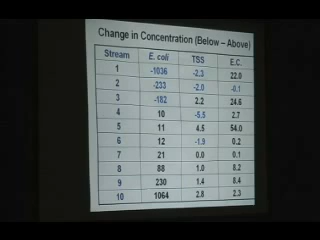 Change in Concentration (Below – Above)
Stream E. coli TSS E.C.
1 -1036 -2.3 22.0
2 -233 -2.0 -0.1
3 -182 2.2 24.6
4 10 -5.5 2.7
5 11 4.5 54.0
6 12 -1.9 0.2
7 21 0.0 0.1
8 88 1.0 8.2
9 230 1.4 8.4
10 1064 2.8 2.3